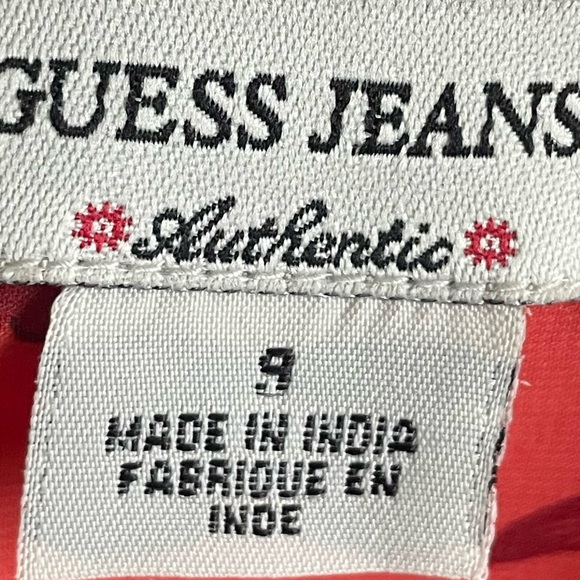 GUESS JEANS
Authentic
9
MADE IN INDIA
FABRIQUE EN
INDE